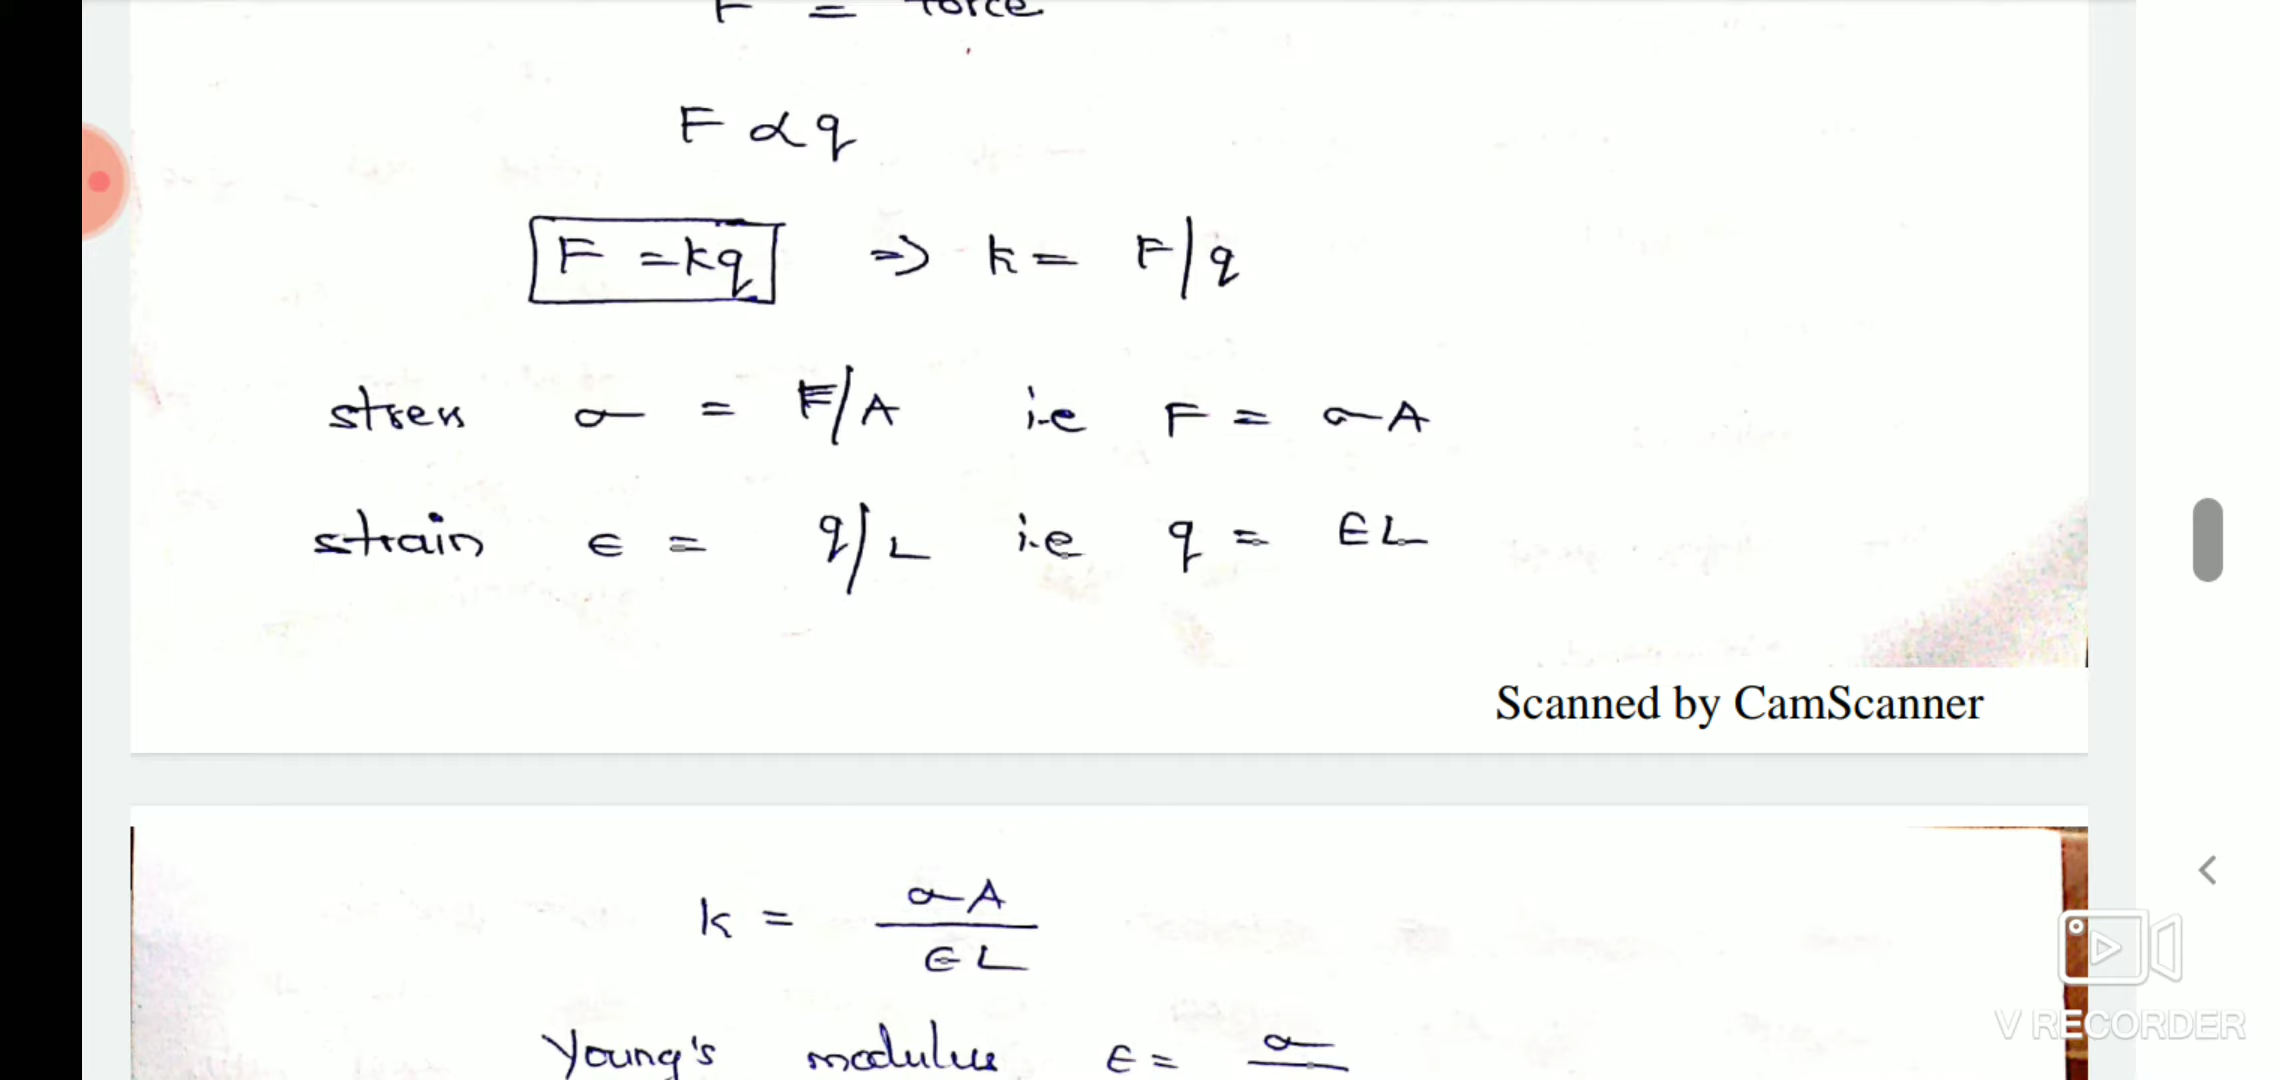 F = force
F ∝ q
F = kq ⇒ k = F/q
stress σ = F/A i.e F = σA
strain ϵ = q/L i.e q = ϵL
Scanned by CamScanner
k = σA
ϵL
Young's modulus ϵ = σ
V RECORDER